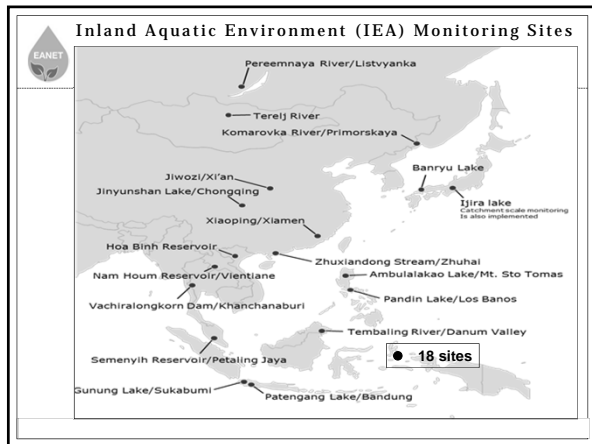 Inland Aquatic Environment (IEA) Monitoring Sites
EANET
Pereemnaya River/Listvyanka
Terelj River
Komarovka River/Primorskaya
Banryu Lake
Jiwozi/Xi'an
Jinyunshan Lake/Chongqing
Ijira lake
Catchment scale monitoring
Is also implemented
Xiaoping/Xiamen
Hoa Binh Reservoir
Zhuxiandong Stream/Zhuhai
Nam Houm Reservoir/Vientiane
Ambulalakao Lake/Mt. Sto Tomas
Vachiralongkorn Dam/Khanchanaburi
Pandin Lake/Los Banos
Tembaling River/Danum Valley
Semenyih Reservoir/Petaling Jaya
18 sites
Gunung Lake/Sukabumi
Patengang Lake/Bandung